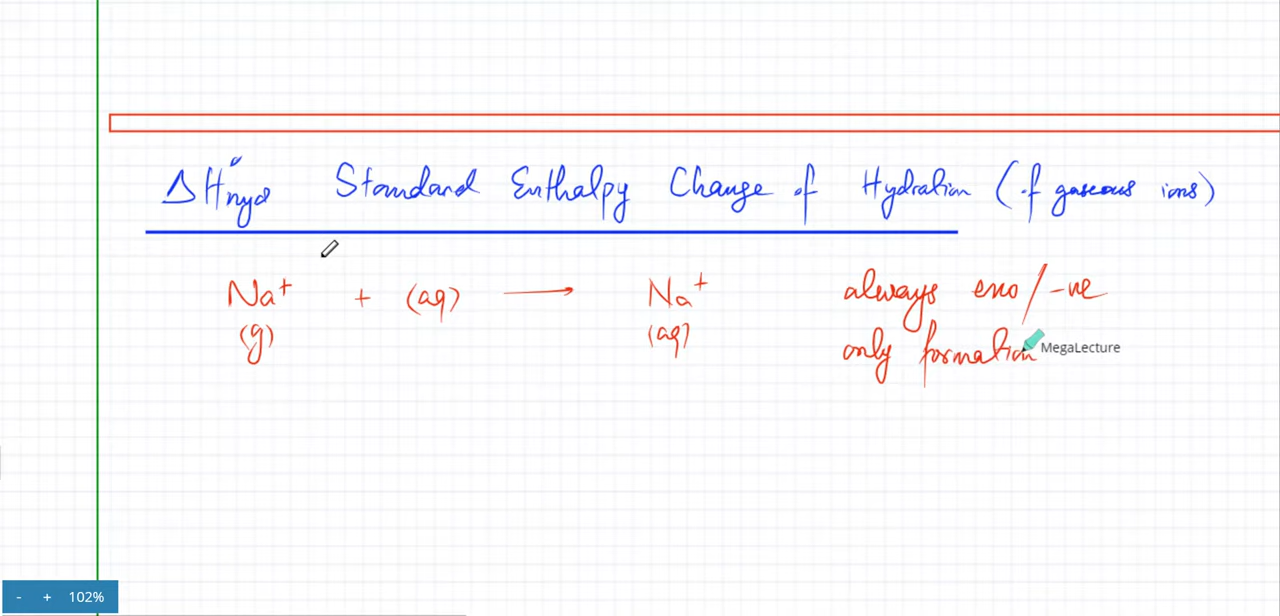 ΔH°hyd Standard Enthalpy Change of Hydration (of gaseous ions)
Na+ + (aq) → Na+ always exo/-ve
(g) (aq) only formation
MegaLecture
- + 102%